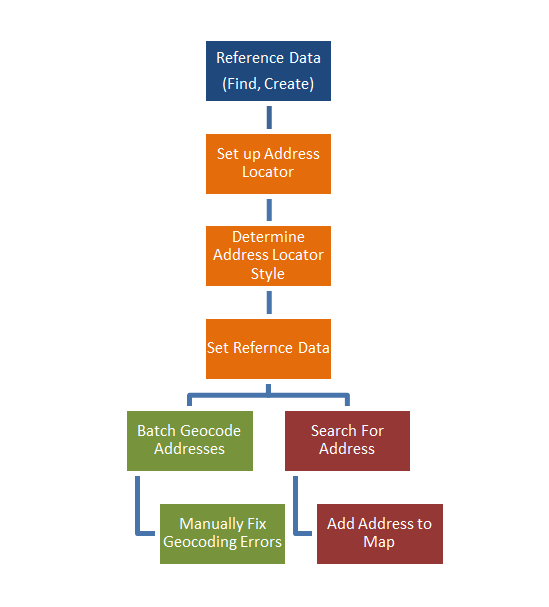 Reference Data
(Find, Create)
Set up Address
Locator
Determine
Address Locator
Style
Set Refernce Data
Batch Geocode
Addresses
Search For
Address
Manually Fix
Geocoding Errors
Add Address to
Map